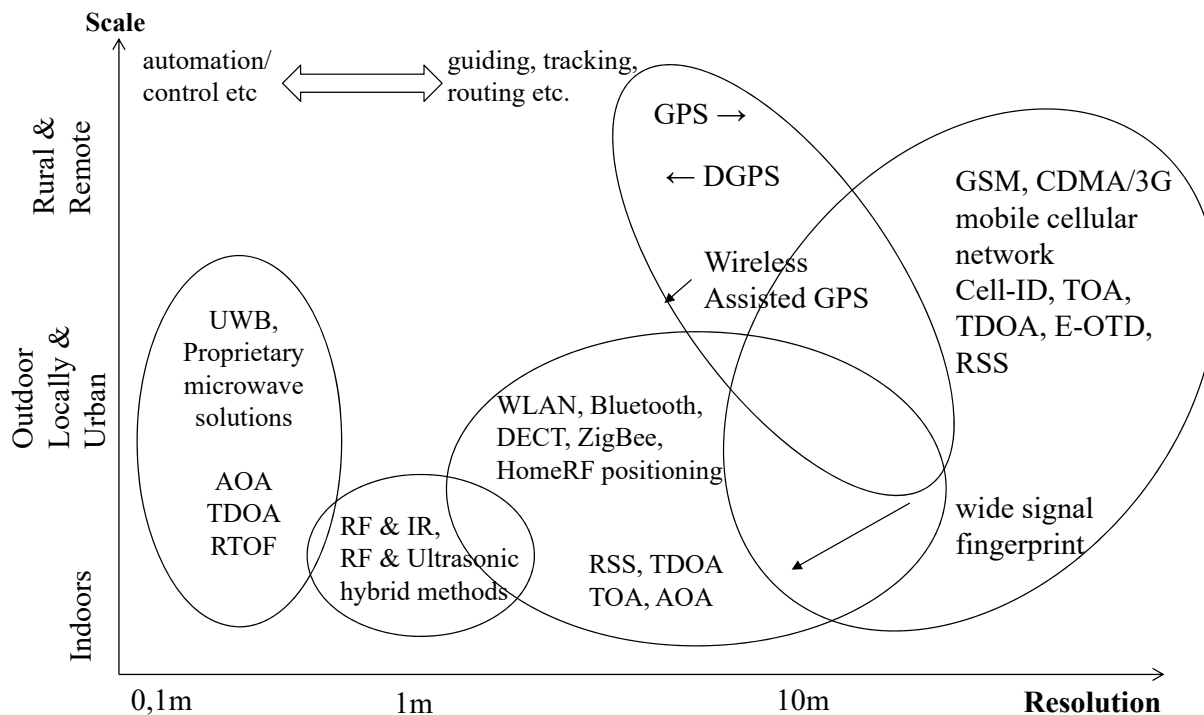 Scale
automation/
control etc
guiding, tracking,
routing etc.
Rural &
Remote
GPS →
← DGPS
Wireless
Assisted GPS
GSM, CDMA/3G
mobile cellular
network
Cell-ID, TOA,
TDOA, E-OTD,
RSS
Outdoor
Locally &
Urban
UWB,
Proprietary
microwave
solutions
AOA
TDOA
RTOF
WLAN, Bluetooth,
DECT, ZigBee,
HomeRF positioning
RF & IR,
RF & Ultrasonic
hybrid methods
RSS, TDOA
TOA, AOA
wide signal
fingerprint
Indoors
0,1m
1m
10m
Resolution